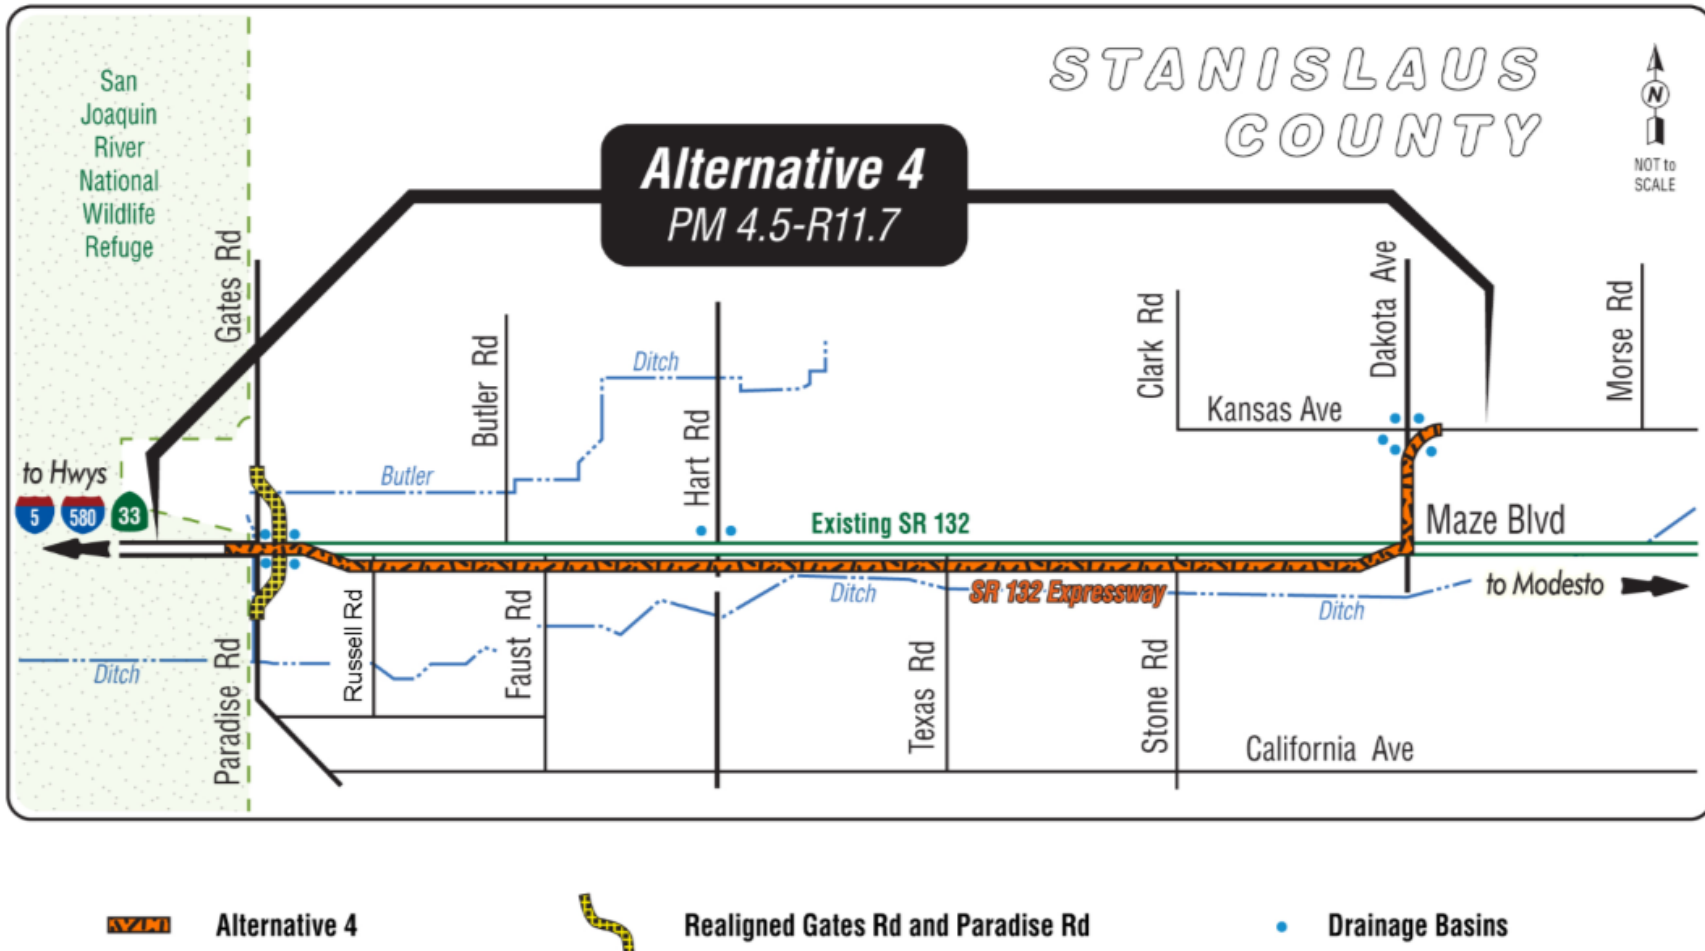 STANISLAUS
COUNTY
N
NOT to
SCALE
San
Joaquin
River
National
Wildlife
Refuge
Alternative 4
PM 4.5-R11.7
Gates Rd
Butler Rd
Ditch
Hart Rd
Clark Rd
Dakota Ave
Morse Rd
Kansas Ave
to Hwys
5
580
33
Butler
Existing SR 132
Maze Blvd
SR 132 Expressway
to Modesto
Ditch
Ditch
Ditch
Paradise Rd
Russell Rd
Faust Rd
Texas Rd
Stone Rd
California Ave
Alternative 4
Realigned Gates Rd and Paradise Rd
Drainage Basins